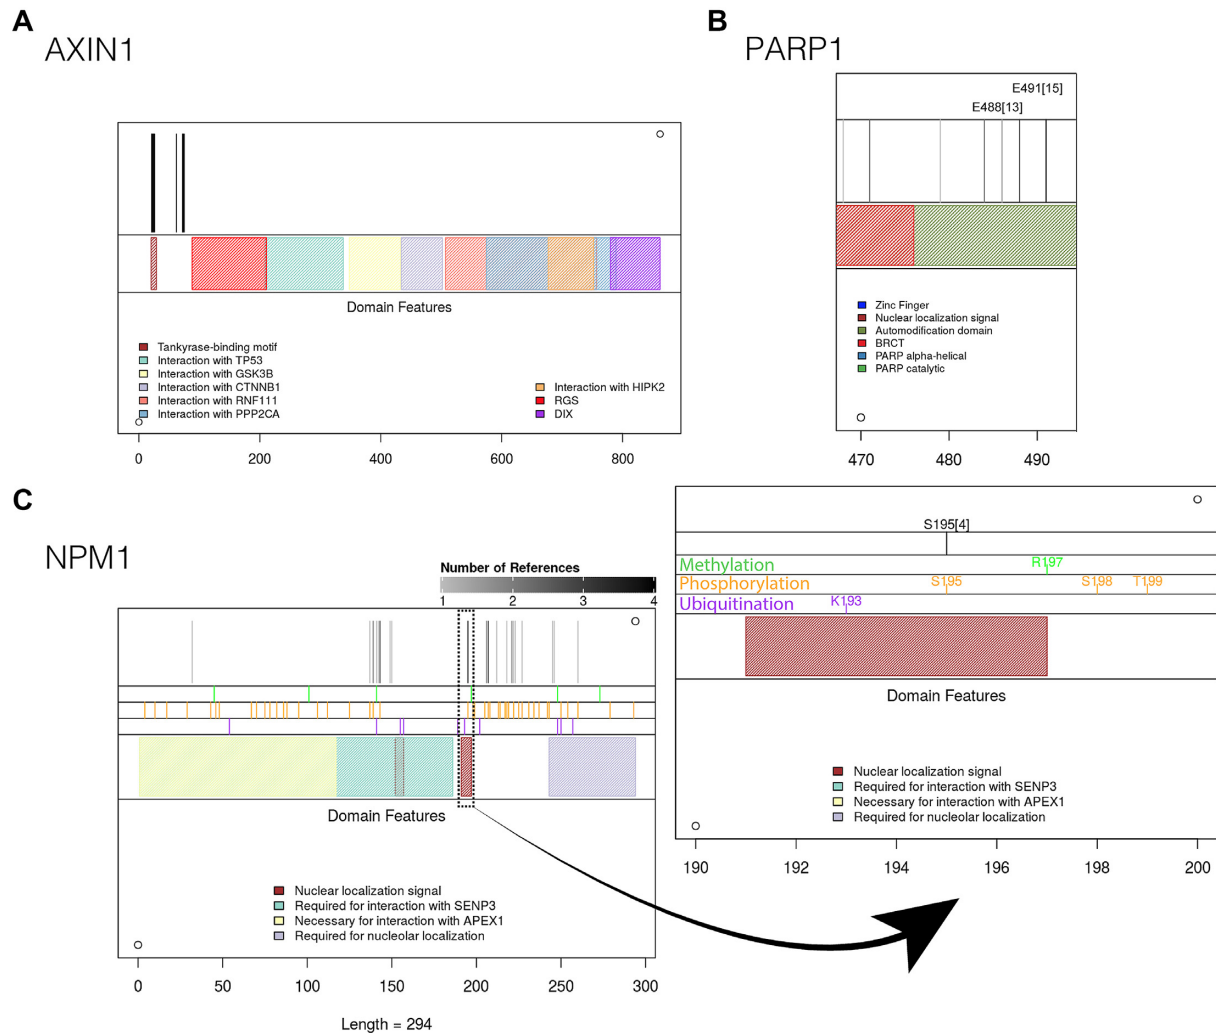 A
AXIN1
Domain Features
Tankyrase-binding motif
Interaction with TP53
Interaction with GSK3B
Interaction with CTNNB1
Interaction with RNF111
Interaction with PPP2CA
Interaction with HIPK2
RGS
DIX
0 200 400 600 800
B
PARP1
E491[15]
E488[13]
Zinc Finger
Nuclear localization signal
Automodification domain
BRCT
PARP alpha-helical
PARP catalytic
470 480 490
C
NPM1
Number of References
1 2 3 4
Domain Features
Nuclear localization signal
Required for interaction with SENP3
Necessary for interaction with APEX1
Required for nucleolar localization
0 50 100 150 200 250 300
Length = 294
S195[4]
Methylation R197
Phosphorylation S195 S198 T199
Ubiquitination K193
Domain Features
Nuclear localization signal
Required for interaction with SENP3
Necessary for interaction with APEX1
Required for nucleolar localization
190 192 194 196 198 200